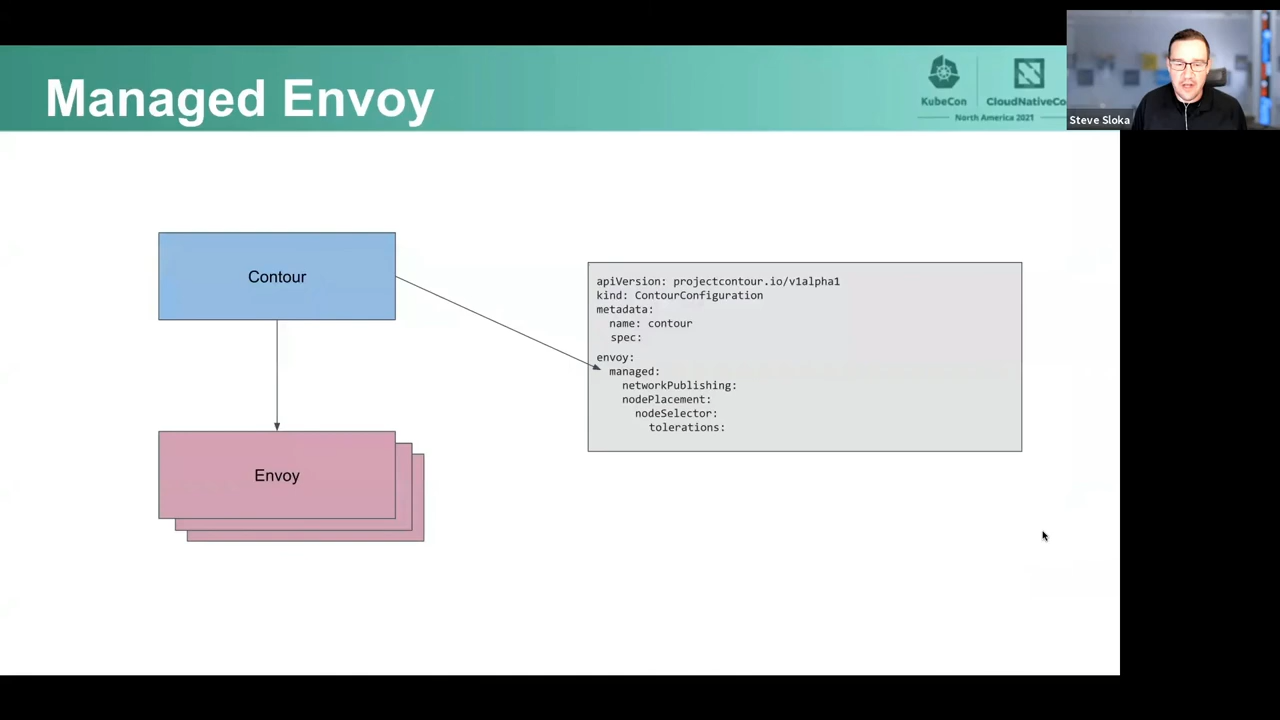 Managed Envoy
KubeCon
CloudNativeCo
North America 2021
Steve Sloka
Contour
Envoy
apiVersion: projectcontour.io/v1alpha1
kind: ContourConfiguration
metadata:
  name: contour
  spec:
envoy:
  managed:
    networkPublishing:
    nodePlacement:
      nodeSelector:
        tolerations: